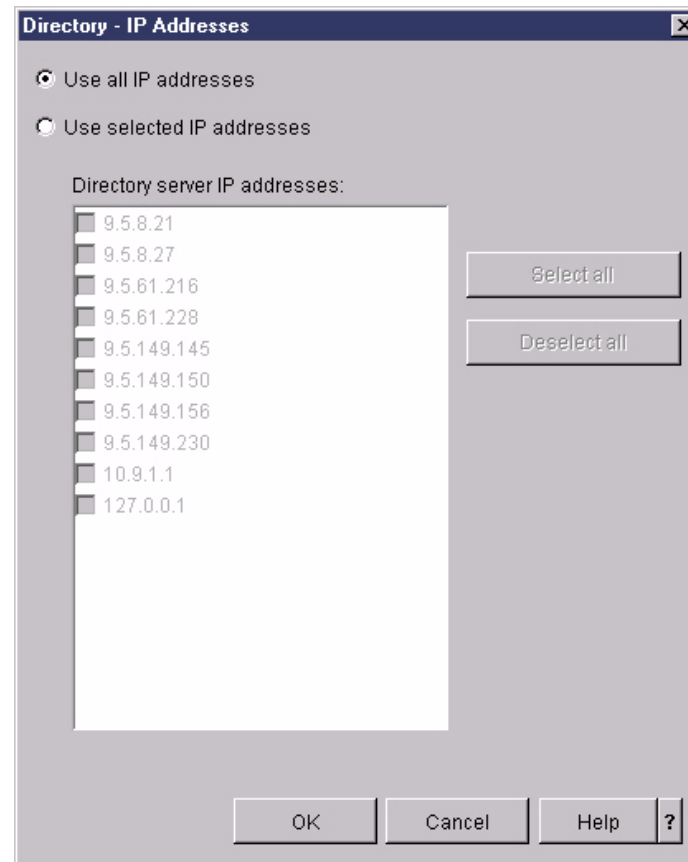 Directory - IP Addresses
Use all IP addresses
Use selected IP addresses
Directory server IP addresses:
9.5.8.21
9.5.8.27
9.5.61.216
9.5.61.228
9.5.149.145
9.5.149.150
9.5.149.156
9.5.149.230
10.9.1.1
127.0.0.1
Select all
Deselect all
OK Cancel Help ?